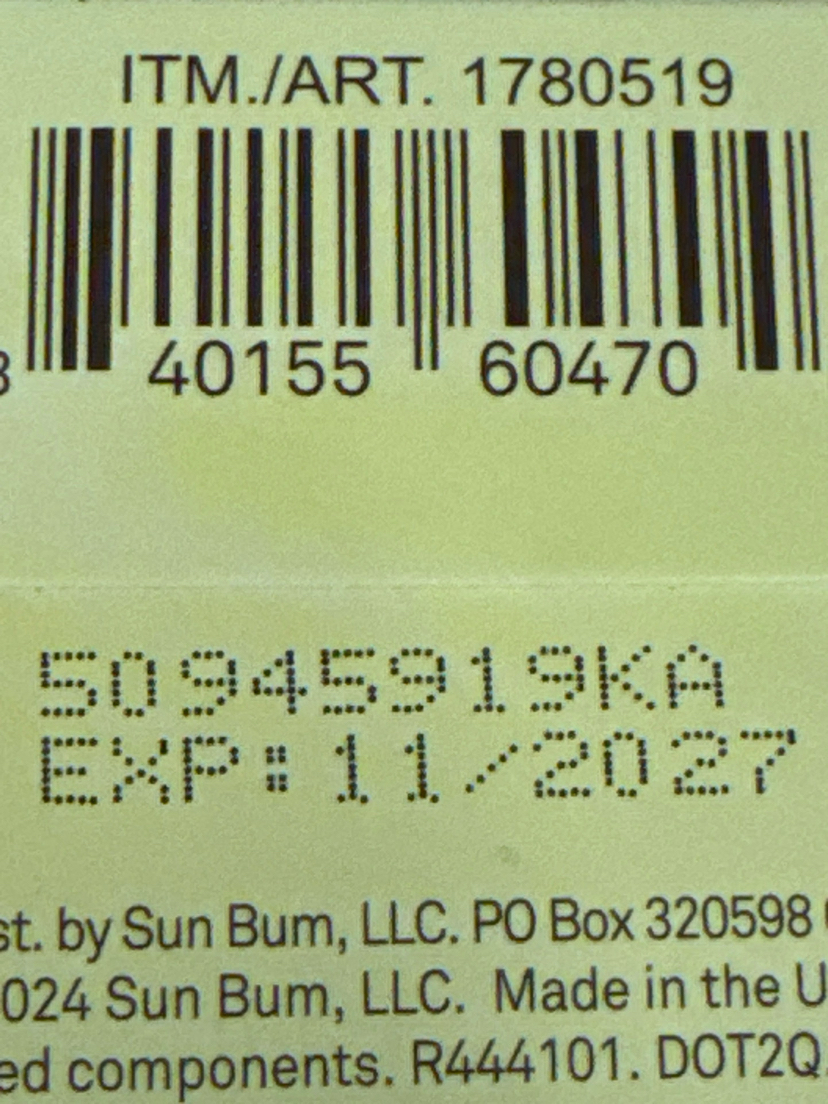 ITM./ART. 1780519
8 40155 60470
50945919KA
EXP: 11/2027
st. by Sun Bum, LLC. PO Box 320598
024 Sun Bum, LLC. Made in the U
ed components. R444101. DOT2Q.